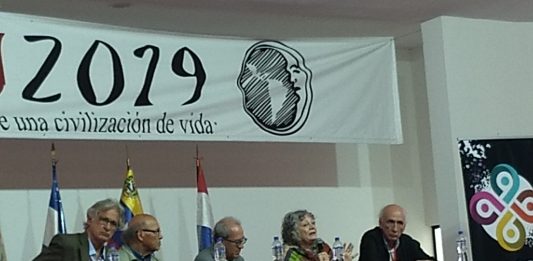 2019
e una civilización de vida·